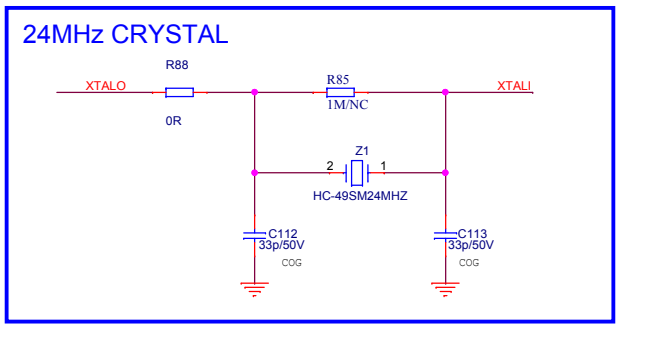 24MHz CRYSTAL
R88
XTALO
R85
XTALI
0R
1M/NC
Z1
2
1
HC-49SM24MHZ
C112
33p/50V
COG
C113
33p/50V
COG